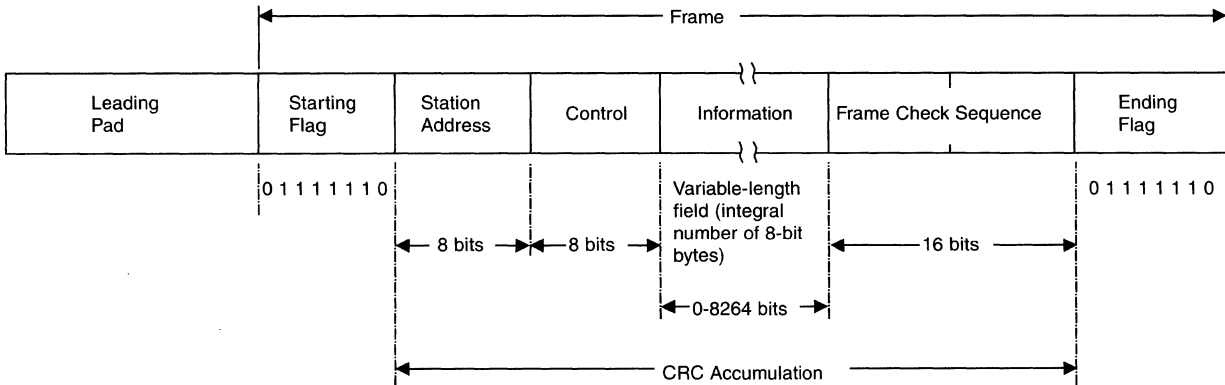 Frame
Leading
Pad
Starting
Flag
Station
Address
Control
Information
Frame Check Sequence
Ending
Flag
0 1 1 1 1 1 1 0
Variable-length
field (integral
number of 8-bit
bytes)
0 1 1 1 1 1 1 0
8 bits
8 bits
16 bits
0-8264 bits
CRC Accumulation